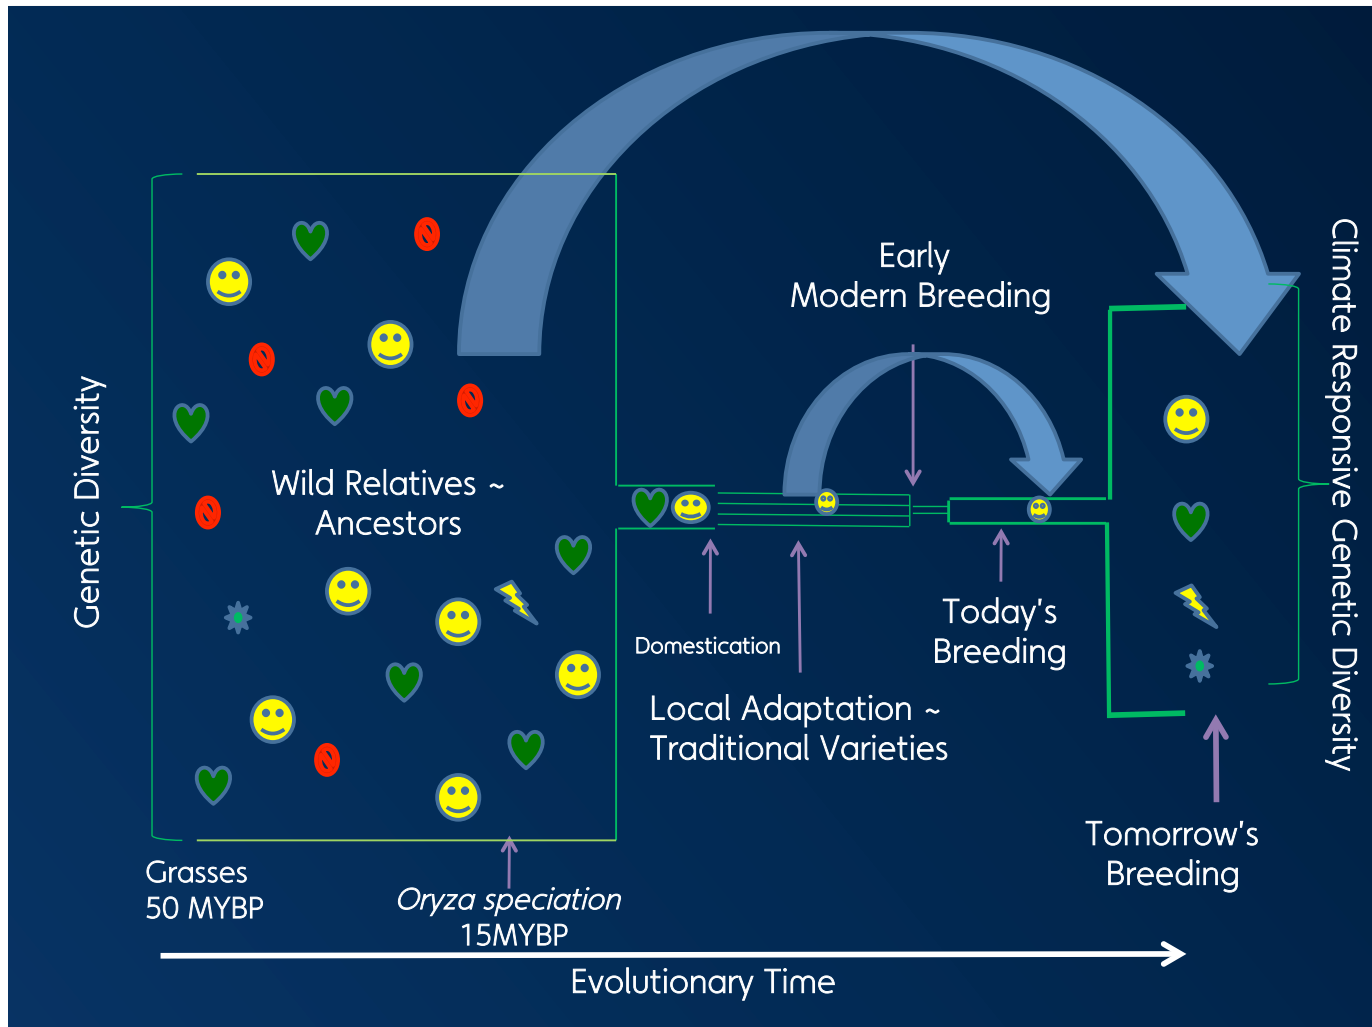 Genetic Diversity
Wild Relatives ~
Ancestors
Early
Modern Breeding
Domestication
Local Adaptation ~
Traditional Varieties
Today's
Breeding
Climate Responsive Genetic Diversity
Tomorrow's
Breeding
Grasses
50 MYBP
Oryza speciation
15MYBP
Evolutionary Time